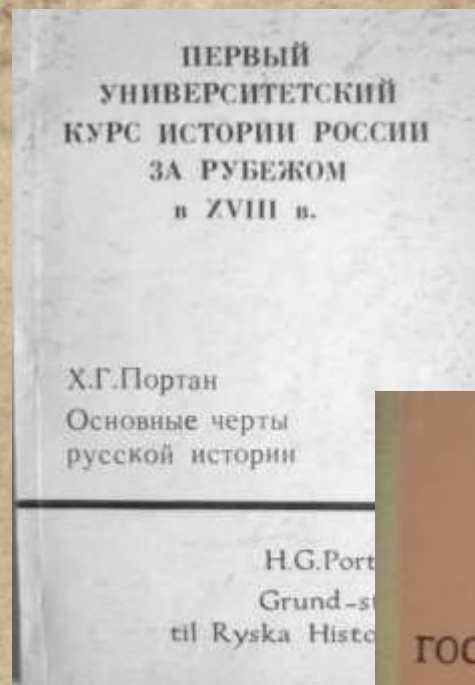 ПЕРВЫЙ
УНИВЕРСИТЕТСКИЙ
КУРС ИСТОРИИ РОССИИ
ЗА РУБЕЖОМ
в XVIII в.
Х.Г.Портан
Основные черты
русской истории
H.G.Port
Grund-s
til Ryska Histo
гос